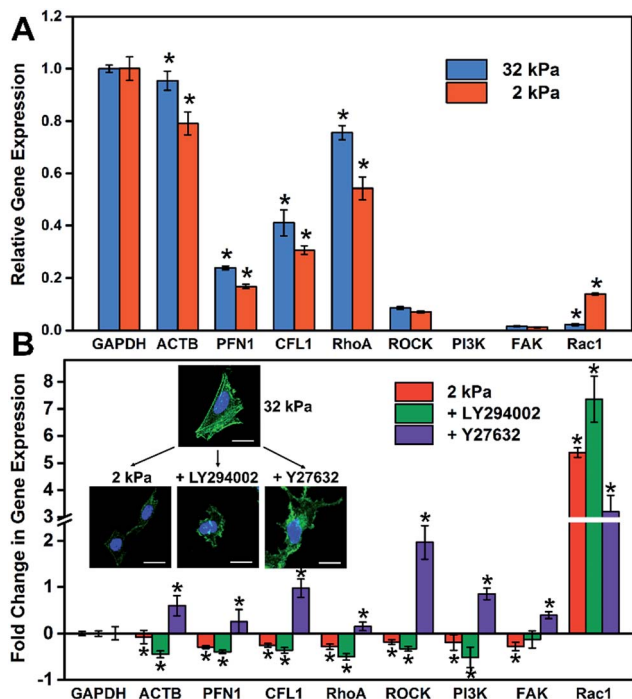 A
Relative Gene Expression
1.2
1.0
0.8
0.6
0.4
0.2
0.0
32 kPa
2 kPa
* * * * * * * * * *
GAPDH ACTB PFN1 CFL1 RhoA ROCK PI3K FAK Rac1
B
Fold Change in Gene Expression
8
7
6
5
4
3
2
1
0
-1
32 kPa
2 kPa
+ LY294002
+ Y27632
2 kPa + LY294002 + Y27632
* * * * * * * * * * * * * * * * * * * * * * *
GAPDH ACTB PFN1 CFL1 RhoA ROCK PI3K FAK Rac1